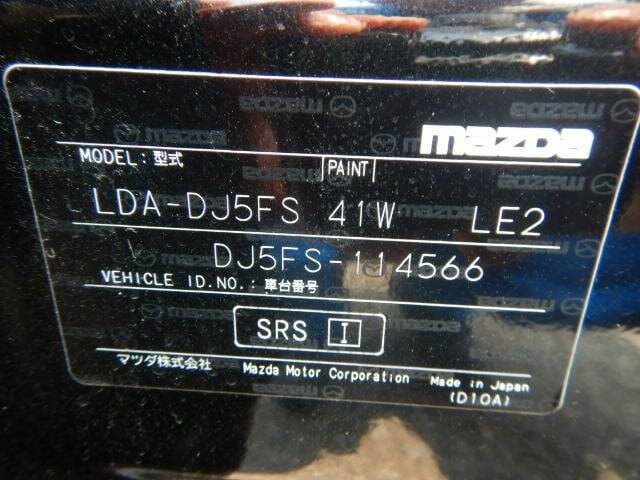 mazda
MODEL: 型式 PAINT
LDA-DJ5FS 41W LE2
DJ5FS-114566
VEHICLE ID.NO.: 車台番号
SRS I
マツダ株式会社 Mazda Motor Corporation Made in Japan
(D10A)